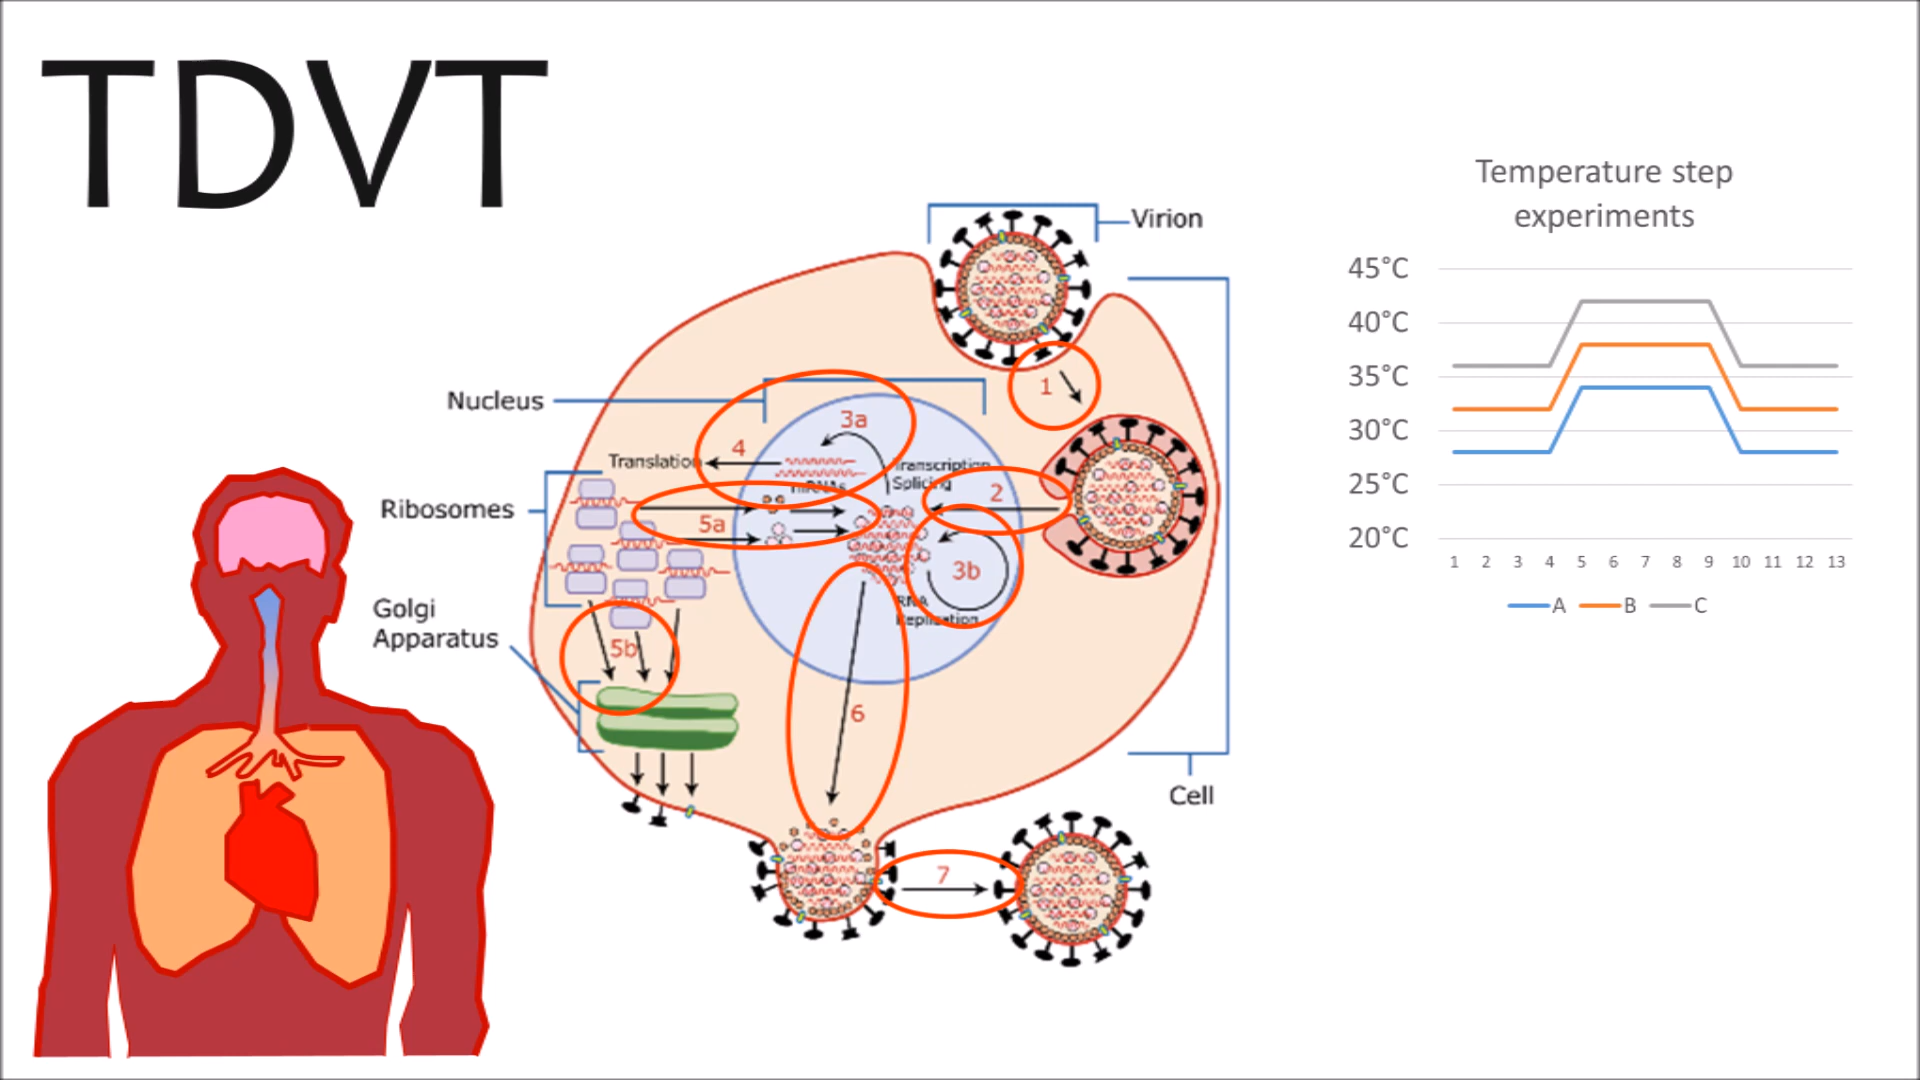 TDVT
Virion
Nucleus
3a
4
1
Translation
mRNAs
Transcription
Splicing
2
Ribosomes
5a
3b
RNA
Replication
Golgi
Apparatus
5b
6
Cell
7
Temperature step
experiments
45°C
40°C
35°C
30°C
25°C
20°C
1 2 3 4 5 6 7 8 9 10 11 12 13
A B C